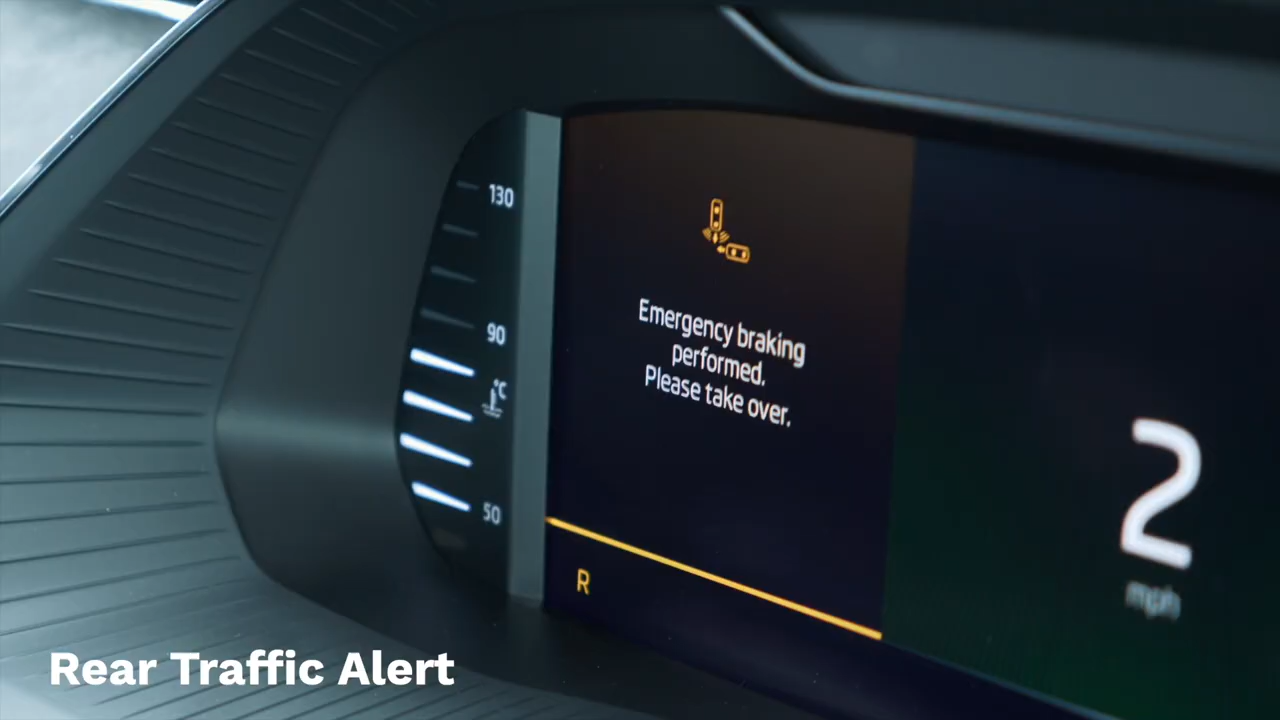 130
90
°C
50
Emergency braking
performed.
Please take over.
R
2
mph
Rear Traffic Alert